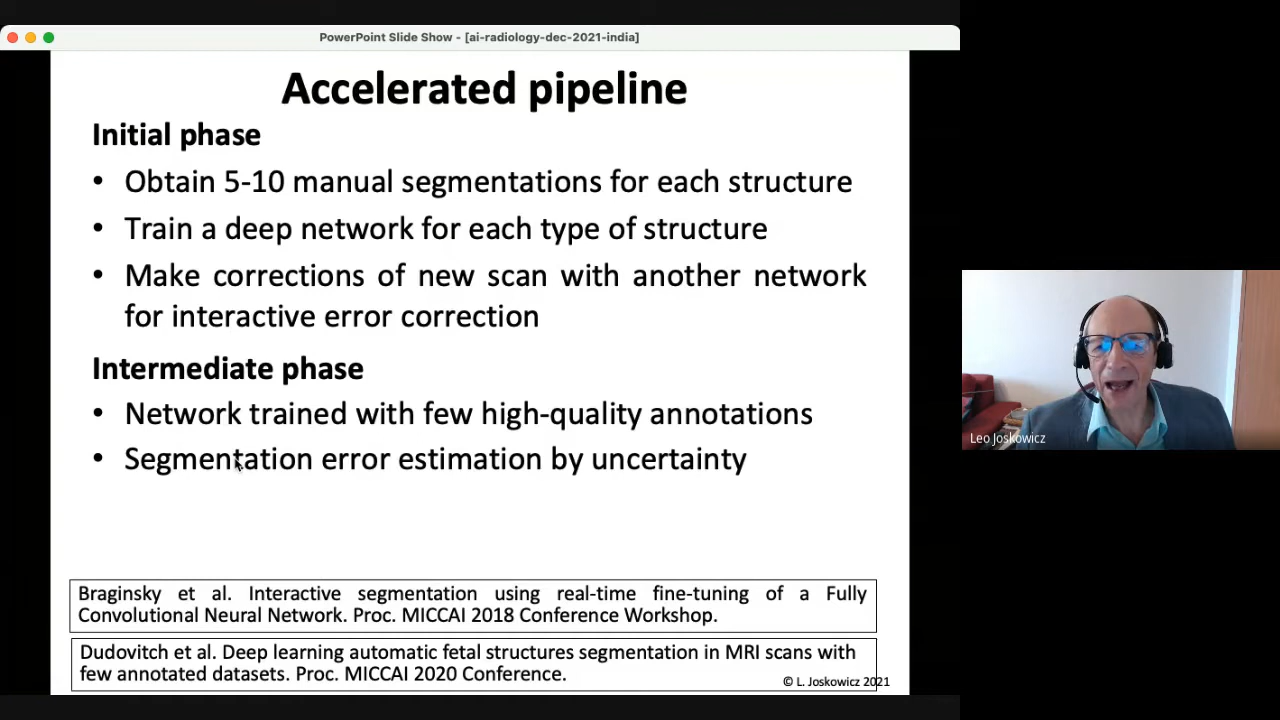 PowerPoint Slide Show - [ai-radiology-dec-2021-india]
Accelerated pipeline
Initial phase
• Obtain 5-10 manual segmentations for each structure
• Train a deep network for each type of structure
• Make corrections of new scan with another network
for interactive error correction
Intermediate phase
• Network trained with few high-quality annotations
• Segmentation error estimation by uncertainty
Braginsky et al. Interactive segmentation using real-time fine-tuning of a Fully
Convolutional Neural Network. Proc. MICCAI 2018 Conference Workshop.
Dudovitch et al. Deep learning automatic fetal structures segmentation in MRI scans with
few annotated datasets. Proc. MICCAI 2020 Conference.
© L. Joskowicz 2021
Leo Joskowicz